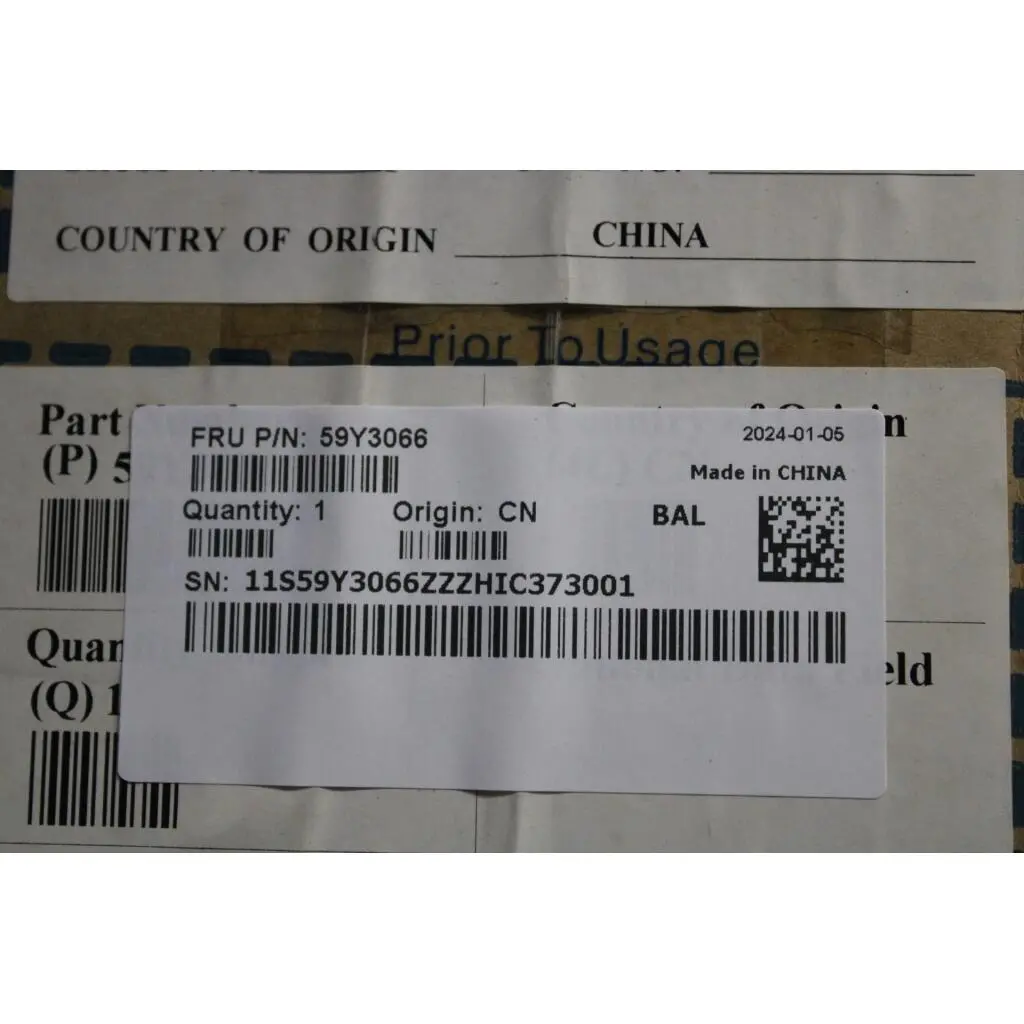 COUNTRY OF ORIGIN CHINA
Prior To Usage
Part
(P) 5
FRU P/N: 59Y3066
2024-01-05
Made in CHINA
Quantity: 1 Origin: CN BAL
SN: 11S59Y3066ZZZHIC373001
Quan
(Q) 1
eld